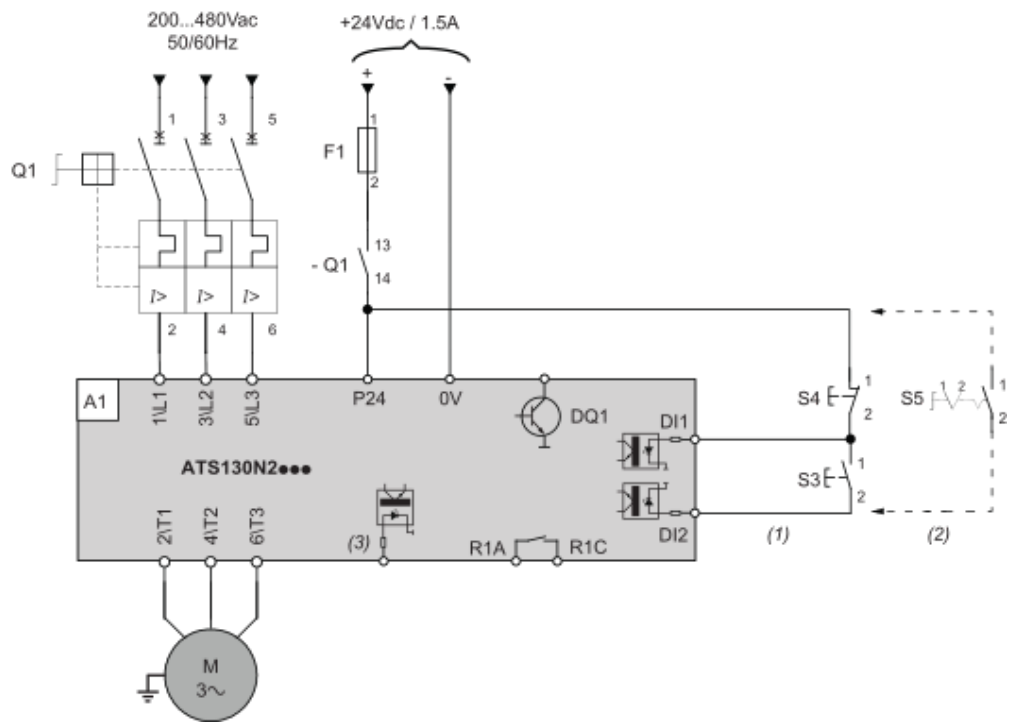 200...480Vac
50/60Hz
+24Vdc / 1.5A
+
-
1
3
5
1
F1
2
Q1
13
- Q1
14
I>
I>
I>
2
4
6
A1
1\L1
3\L2
5\L3
P24
0V
DQ1
DI1
S4
1
2
S5
1
2
1
2
ATS130N2●●●
S3
1
2
2\T1
4\T2
6\T3
(3)
R1A
R1C
DI2
(1)
(2)
M
3~